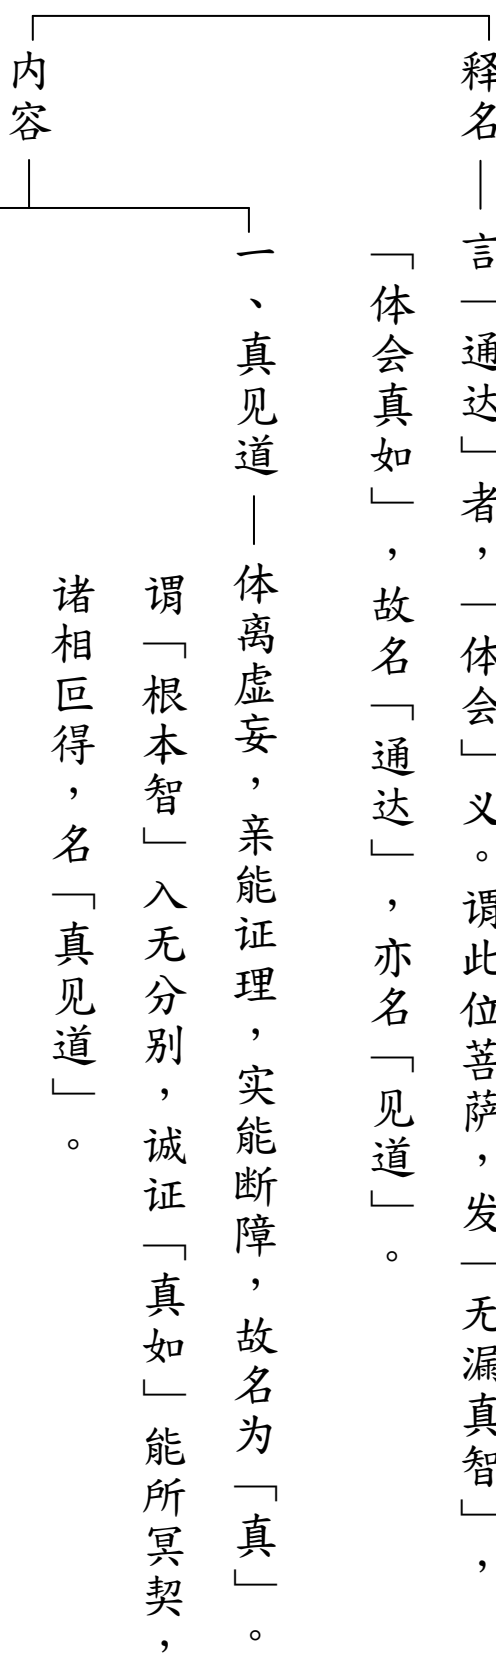 释名——言「通达」者，「体会」义。谓此位菩萨，发「无漏真智」，
「体会真如」，故名「通达」，亦名「见道」。
内容
一、真见道——体离虚妄，亲能证理，实能断障，故名为「真」。
谓「根本智」入无分别，诚证「真如」能所冥契，
诸相叵得，名「真见道」。